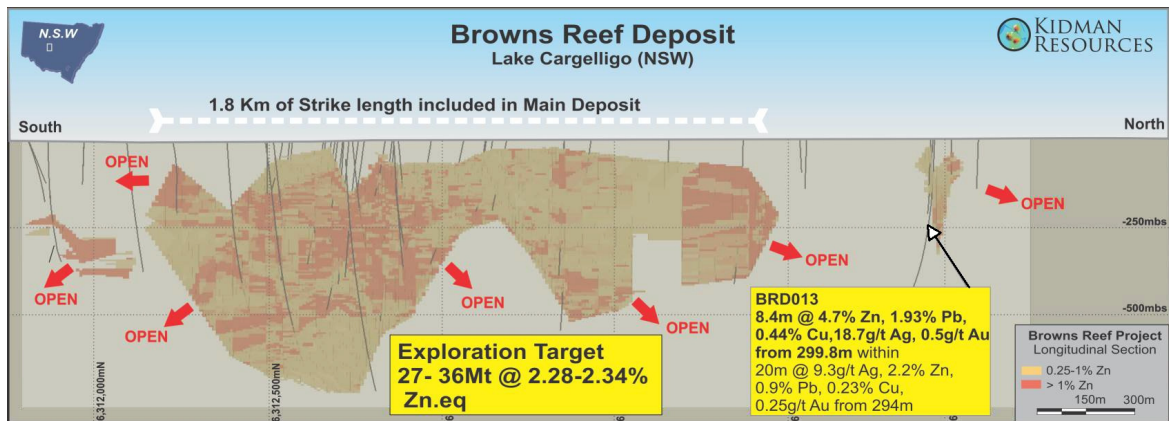 N.S.W
Browns Reef Deposit
Lake Cargelligo (NSW)
KIDMAN
RESOURCES
1.8 Km of Strike length included in Main Deposit
South
North
OPEN
OPEN
OPEN
OPEN
OPEN
OPEN
OPEN
-250mbs
-500mbs
6,312,000mN
6,312,500mN
Exploration Target
27- 36Mt @ 2.28-2.34%
Zn.eq
BRD013
8.4m @ 4.7% Zn, 1.93% Pb,
0.44% Cu,18.7g/t Ag, 0.5g/t Au
from 299.8m within
20m @ 9.3g/t Ag, 2.2% Zn,
0.9% Pb, 0.23% Cu,
0.25g/t Au from 294m
Browns Reef Project
Longitudinal Section
0.25-1% Zn
> 1% Zn
150m 300m